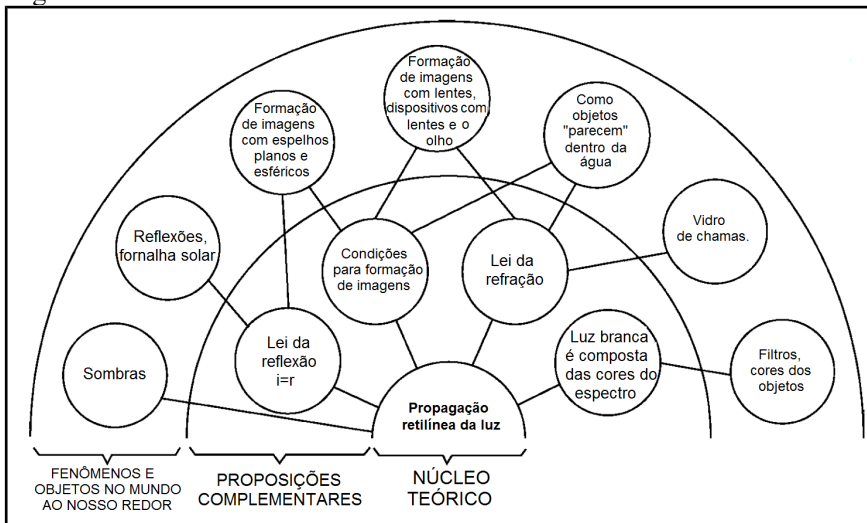 Formação
de imagens
com lentes,
dispositivos com
lentes e o
olho
Formação
de imagens
com espelhos
planos e
esféricos
Como
objetos
"parecem"
dentro da
água
Reflexões,
fornalha solar
Condições
para formação
de imagens
Lei da
refração
Vidro
de chamas.
Sombras
Lei da
reflexão
i=r
Luz branca
é composta
das cores do
espectro
Filtros,
cores dos
objetos
Propagação
retilínea da luz
FENÔMENOS E
OBJETOS NO MUNDO
AO NOSSO REDOR
PROPOSIÇÕES
COMPLEMENTARES
NÚCLEO
TEÓRICO